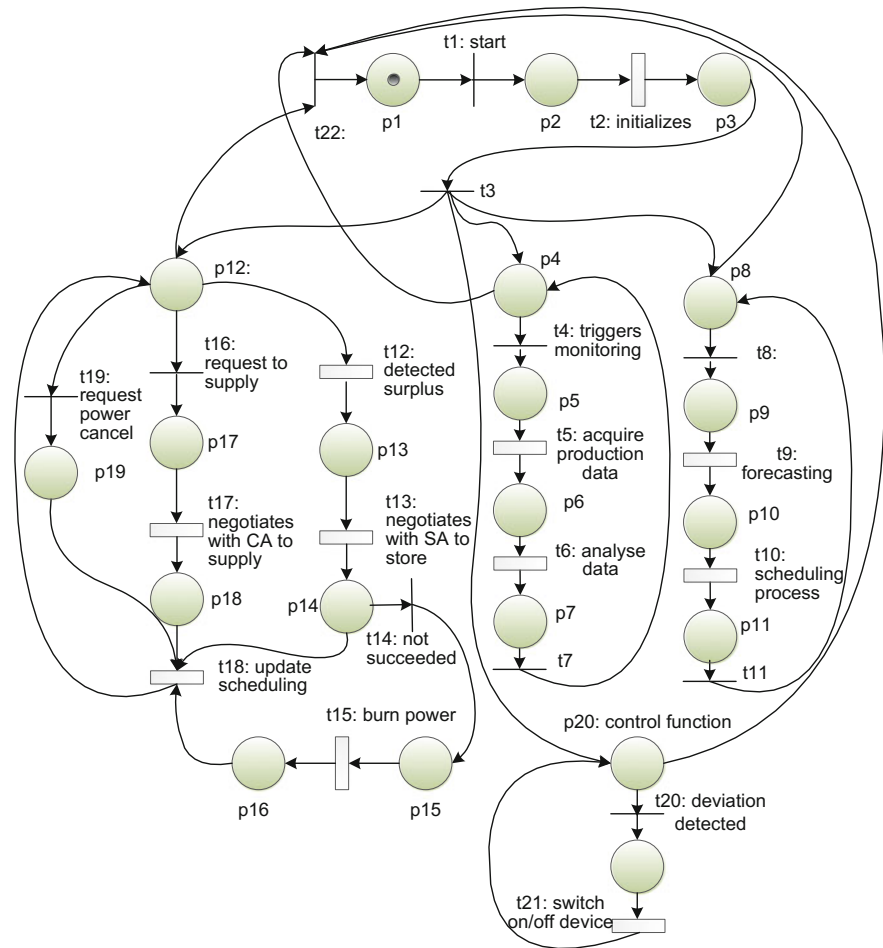 t1: start
t22:
p1
p2
t2: initializes
p3
t3
p12:
p4
p8
t16:
request to
supply
t12:
detected
surplus
t4: triggers
monitoring
t8:
t19:
request
power
cancel
p5
p9
p17
p13
p19
t5: acquire
production
data
t9:
forecasting
t17:
negotiates
with CA to
supply
t13:
negotiates
with SA to
store
p6
p10
t6: analyse
data
t10:
scheduling
process
p18
p14
p7
p11
t14: not
succeeded
t7
t11
t18: update
scheduling
t15: burn power
p20: control function
p16
p15
t20: deviation
detected
t21: switch
on/off device